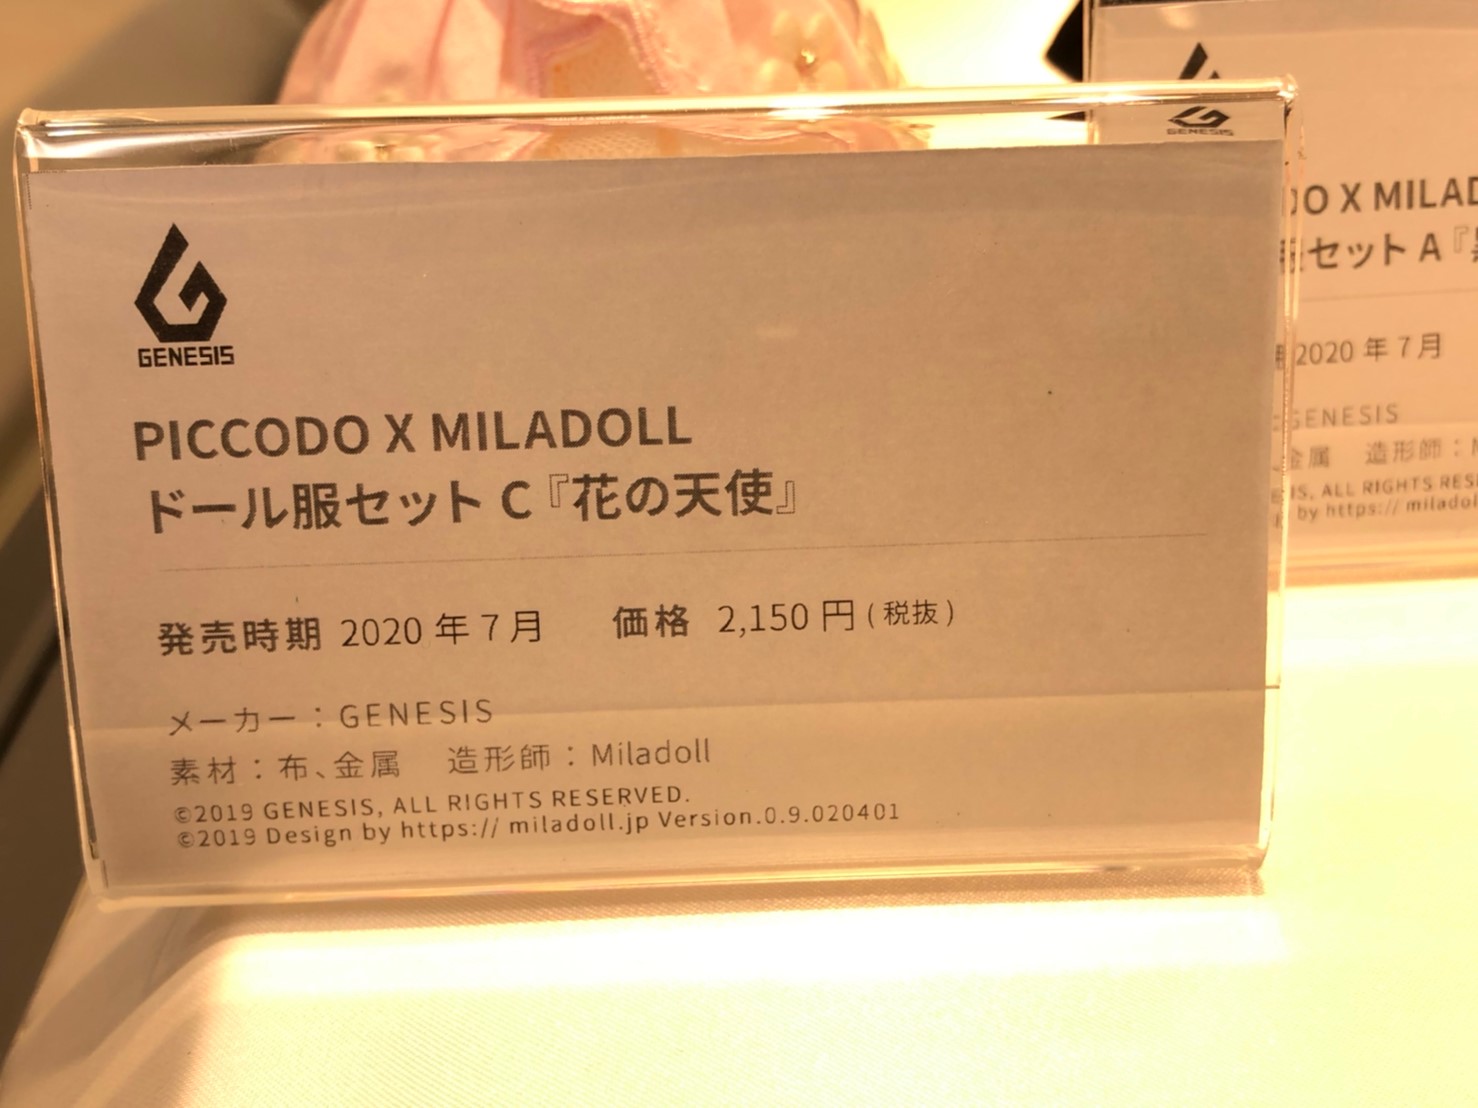 GENESIS
PICCODO X MILADOLL
ドール服セット C『花の天使』
発売時期 2020 年 7 月 価格 2,150 円 ( 税抜 )
メーカー：GENESIS
素材：布、金属 造形師：Miladoll
©2019 GENESIS, ALL RIGHTS RESERVED.
©2019 Design by https:// miladoll.jp Version.0.9.020401
GENESIS
X MILAD
セット A『
2020 年 7 月
GENESIS
金属 造形師：
ALL RIGHTS RES
by https:// miladol